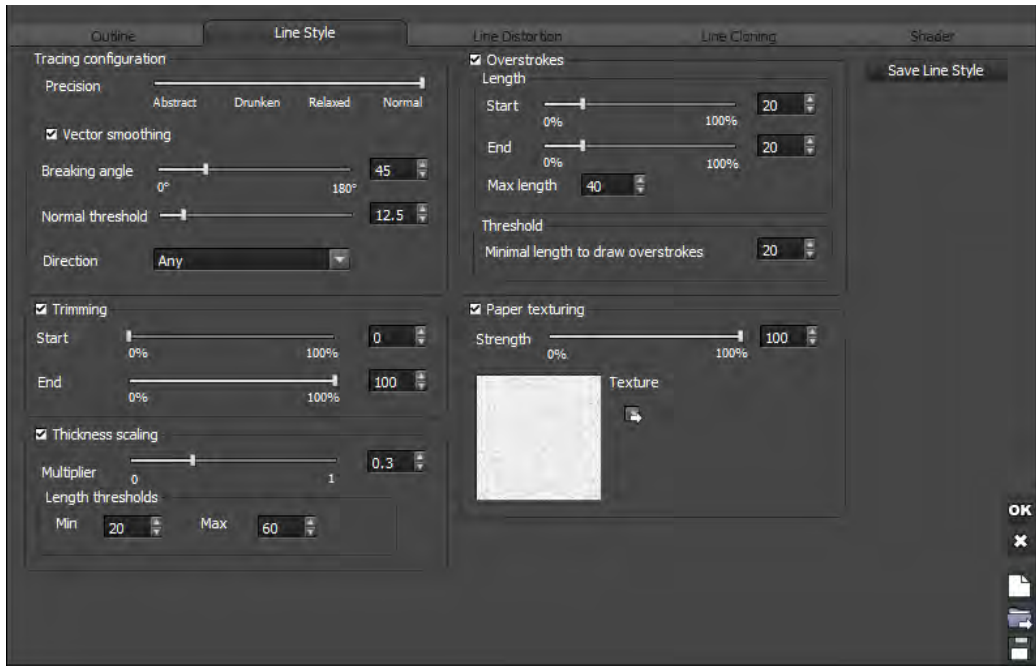 Outline
Line Style
Line Distortion
Line Cloning
Shader
Tracing configuration
Precision
Abstract Drunken Relaxed Normal
Vector smoothing
Breaking angle 45
0° 180°
Normal threshold 12.5
Direction Any
Trimming
Start 0
0% 100%
End 100
0% 100%
Thickness scaling
Multiplier 0.3
0 1
Length thresholds
Min 20 Max 60
Overstrokes
Length
Start 20
0% 100%
End 20
0% 100%
Max length 40
Threshold
Minimal length to draw overstrokes 20
Paper texturing
Strength 100
0% 100%
Texture
Save Line Style
OK